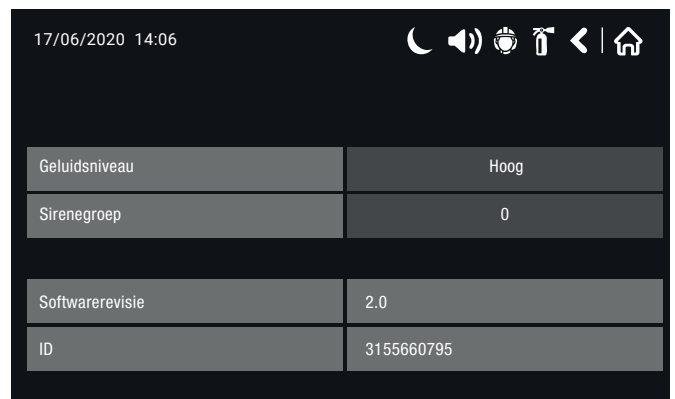 17/06/2020 14:06
Geluidsniveau Hoog
Sirenegroep 0
Softwarerevisie 2.0
ID 3155660795